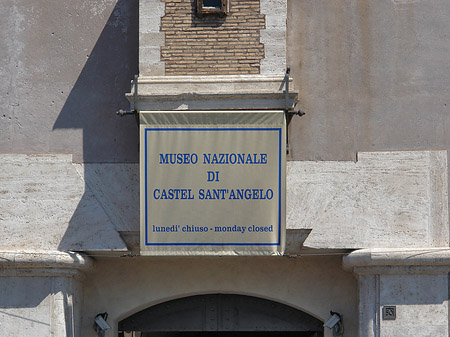 MUSEO NAZIONALE
DI
CASTEL SANT'ANGELO
lunedi' chiuso - monday closed